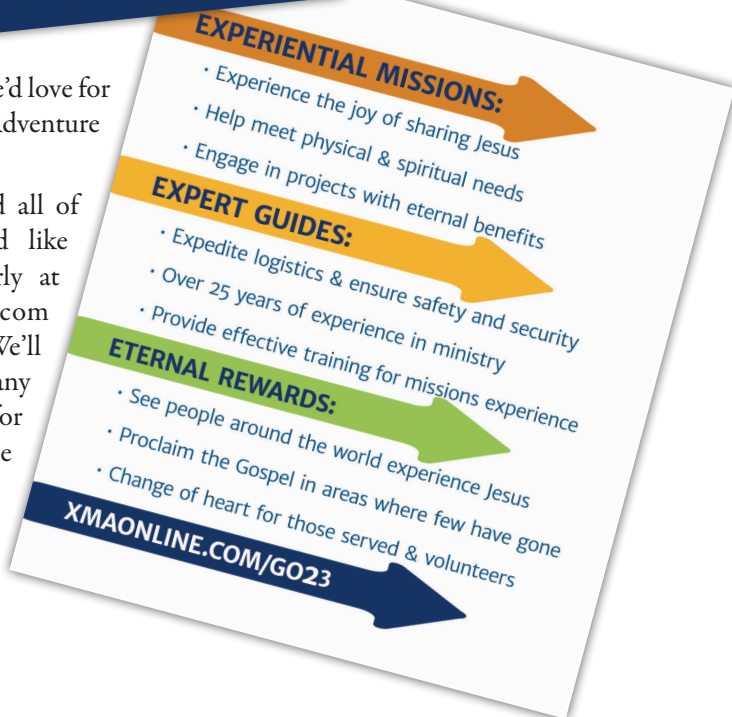 e'd love for
dventure
d all of
d like
rly at
com
We'll
any
for
e
EXPERIENTIAL MISSIONS:
· Experience the joy of sharing Jesus
· Help meet physical & spiritual needs
· Engage in projects with eternal benefits
EXPERT GUIDES:
· Expedite logistics & ensure safety and security
· Over 25 years of experience in ministry
· Provide effective training for missions experience
ETERNAL REWARDS:
· See people around the world experience Jesus
· Proclaim the Gospel in areas where few have gone
· Change of heart for those served & volunteers
XMAONLINE.COM/GO23